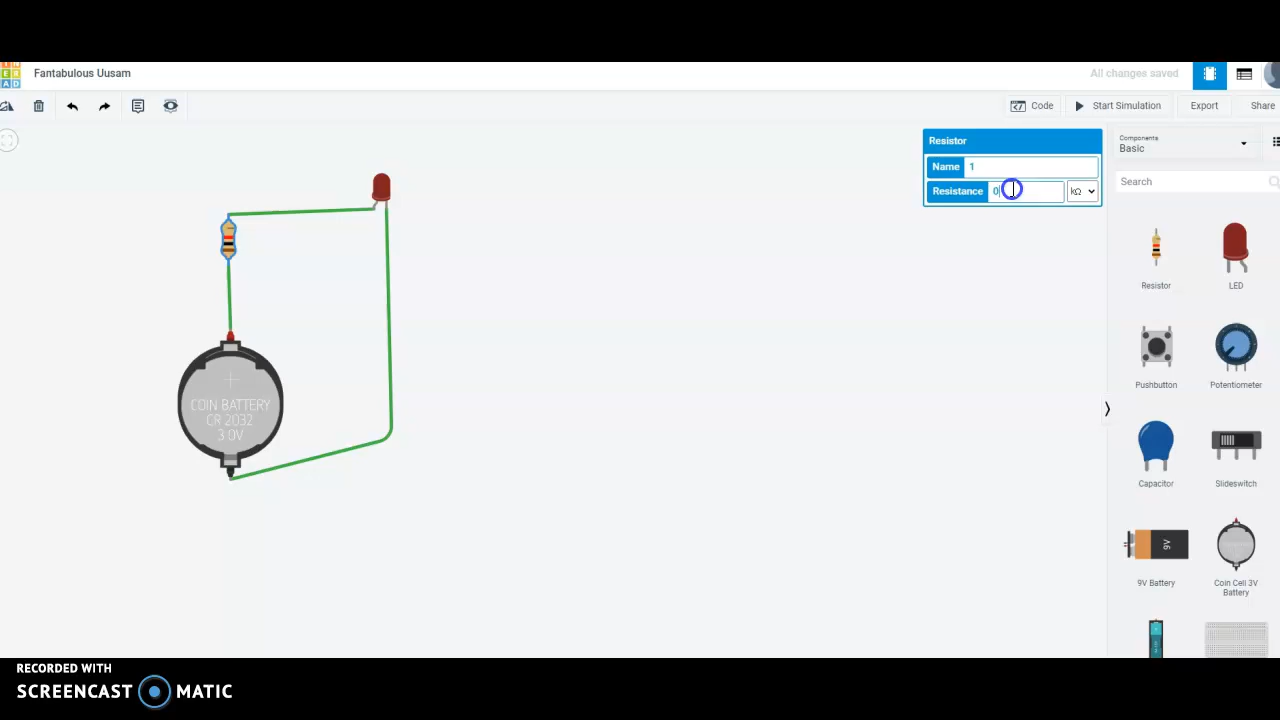 E R
A D
Fantabulous Uusam
All changes saved
Code
Start Simulation
Export
Share
Resistor
Name 1
Resistance 0 kΩ
Components
Basic
Search
Resistor
LED
Pushbutton
Potentiometer
Capacitor
Slideswitch
9V
9V Battery
Coin Cell 3V
Battery
COIN BATTERY
CR 2032
3.0V
RECORDED WITH
SCREENCAST MATIC